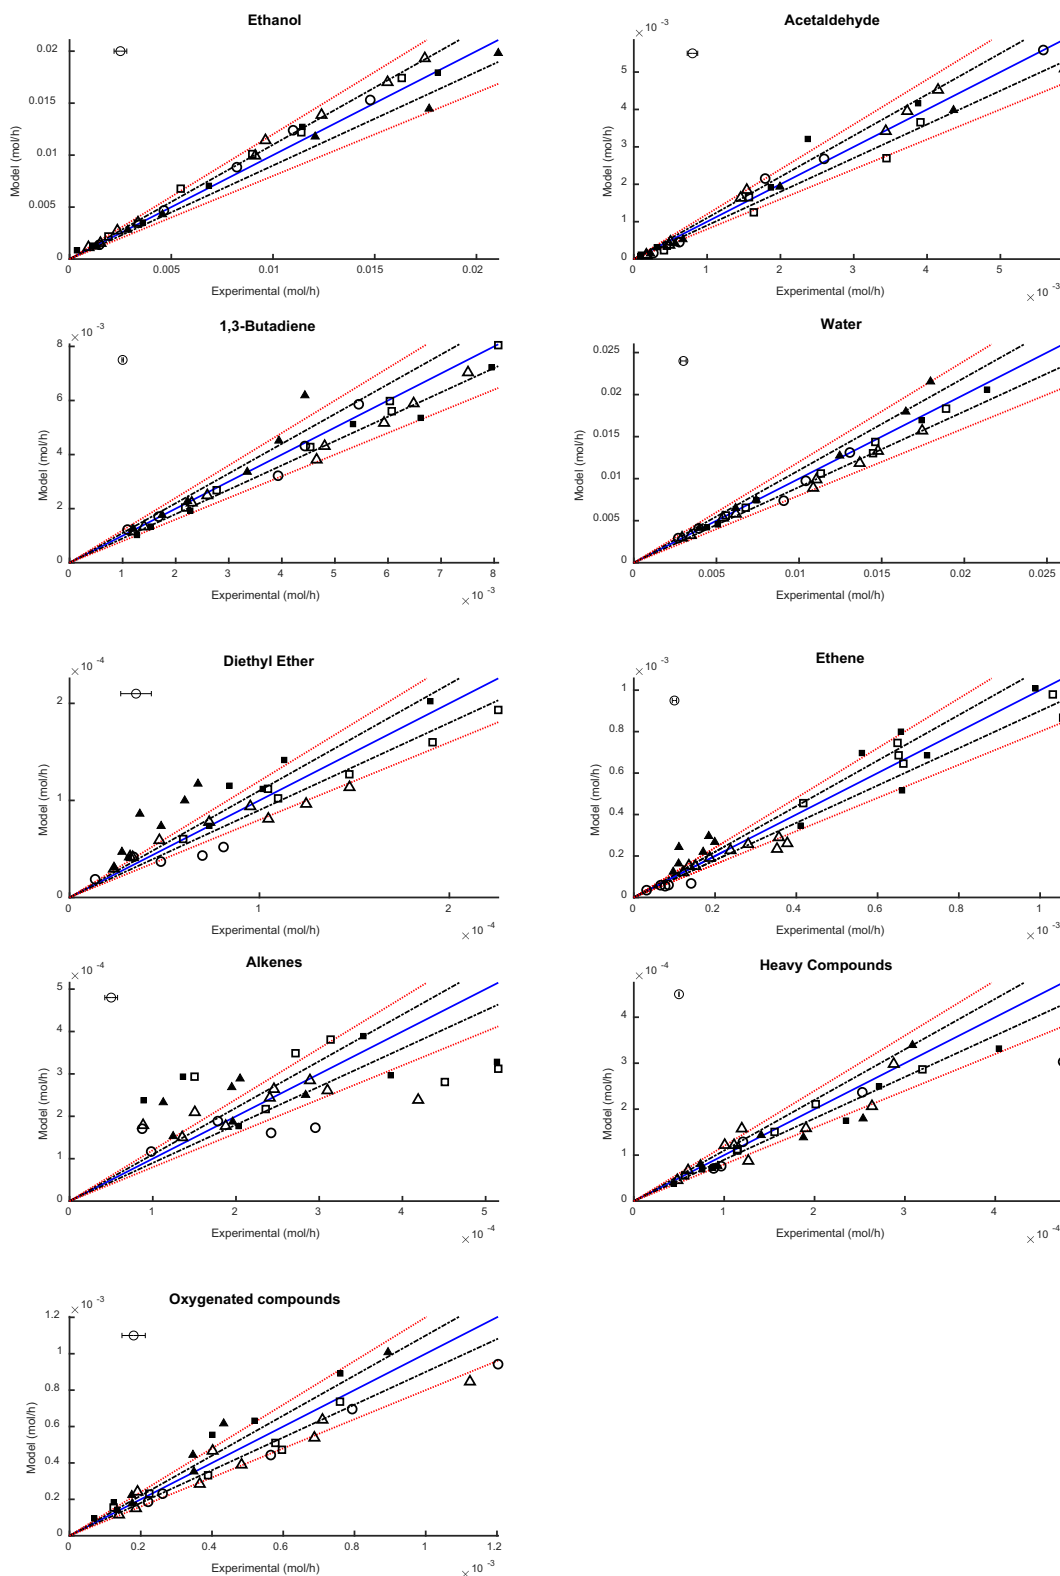 Ethanol
0.02
0.015
0.01
0.005
0
Model (mol/h)
0 0.005 0.01 0.015 0.02
Experimental (mol/h)
Acetaldehyde
× 10 -3
5
4
3
2
1
0
Model (mol/h)
0 1 2 3 4 5
Experimental (mol/h)
× 10 -3
1,3-Butadiene
× 10 -3
8
6
4
2
0
Model (mol/h)
0 1 2 3 4 5 6 7 8
Experimental (mol/h)
× 10 -3
Water
0.025
0.02
0.015
0.01
0.005
0
Model (mol/h)
0 0.005 0.01 0.015 0.02 0.025
Experimental (mol/h)
Diethyl Ether
× 10 -4
2
1
0
Model (mol/h)
0 1 2
Experimental (mol/h)
× 10 -4
Ethene
× 10 -3
1
0.8
0.6
0.4
0.2
0
Model (mol/h)
0 0.2 0.4 0.6 0.8 1
Experimental (mol/h)
× 10 -3
Alkenes
× 10 -4
5
4
3
2
1
0
Model (mol/h)
0 1 2 3 4 5
Experimental (mol/h)
× 10 -4
Heavy Compounds
× 10 -4
4
3
2
1
0
Model (mol/h)
0 1 2 3 4
Experimental (mol/h)
× 10 -4
Oxygenated compounds
× 10 -3
1.2
1
0.8
0.6
0.4
0.2
0
Model (mol/h)
0 0.2 0.4 0.6 0.8 1 1.2
Experimental (mol/h)
× 10 -3